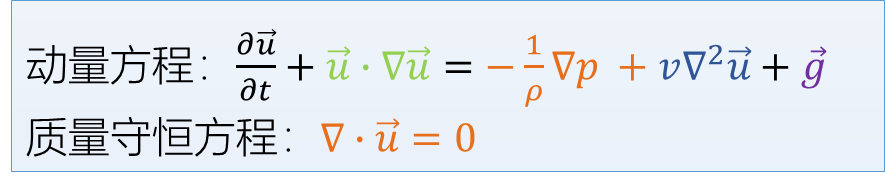 动量方程：∂u⃗/∂t + u⃗ · ∇u⃗ = − 1/ρ ∇p + ν∇²u⃗ + g⃗
质量守恒方程：∇ · u⃗ = 0